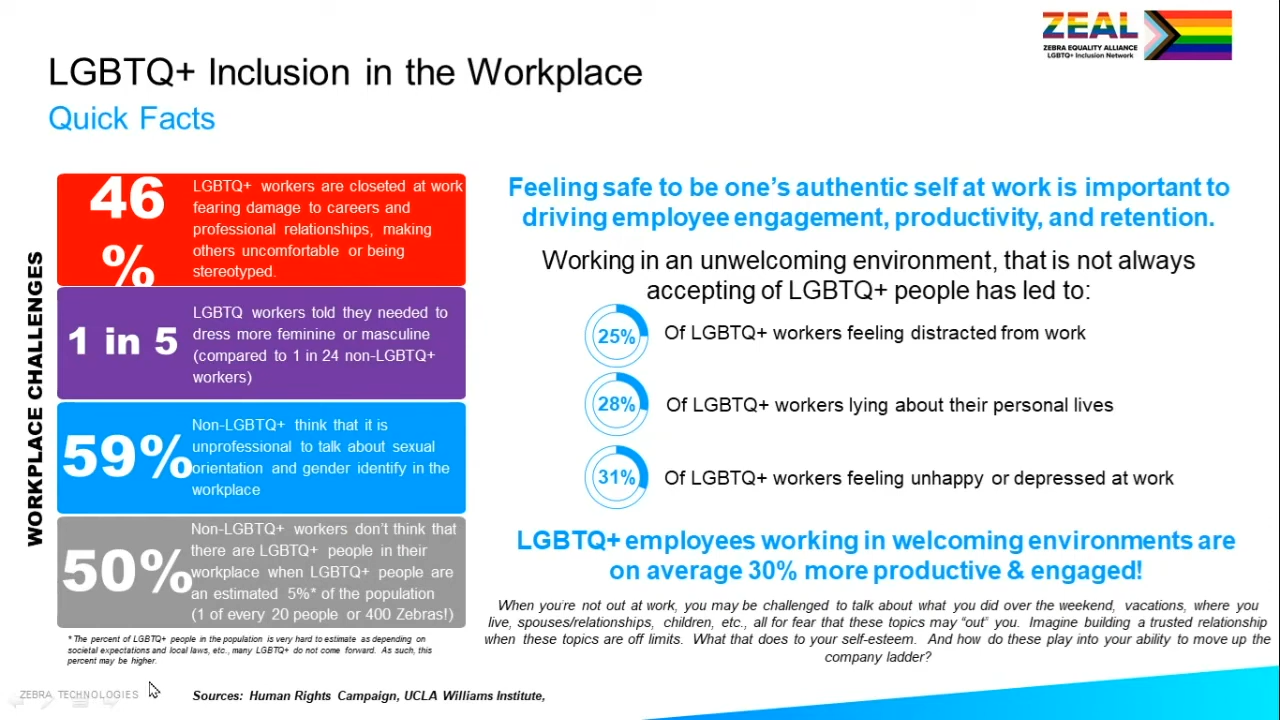 ZEAL
ZEBRA EQUALITY ALLIANCE
LGBTQ+ Inclusion Network
LGBTQ+ Inclusion in the Workplace
Quick Facts
WORKPLACE CHALLENGES
46
%
LGBTQ+ workers are closeted at work
fearing damage to careers and
professional relationships, making
others uncomfortable or being
stereotyped.
1 in 5
LGBTQ workers told they needed to
dress more feminine or masculine
(compared to 1 in 24 non-LGBTQ+
workers)
59%
Non-LGBTQ+ think that it is
unprofessional to talk about sexual
orientation and gender identify in the
workplace
50%
Non-LGBTQ+ workers don't think that
there are LGBTQ+ people in their
workplace when LGBTQ+ people are
an estimated 5%* of the population
(1 of every 20 people or 400 Zebras!)
* The percent of LGBTQ+ people in the population is very hard to estimate as depending on
societal expectations and local laws, etc., many LGBTQ+ do not come forward. As such, this
percent may be higher.
Feeling safe to be one's authentic self at work is important to
driving employee engagement, productivity, and retention.
Working in an unwelcoming environment, that is not always
accepting of LGBTQ+ people has led to:
25%
Of LGBTQ+ workers feeling distracted from work
28%
Of LGBTQ+ workers lying about their personal lives
31%
Of LGBTQ+ workers feeling unhappy or depressed at work
LGBTQ+ employees working in welcoming environments are
on average 30% more productive & engaged!
When you're not out at work, you may be challenged to talk about what you did over the weekend, vacations, where you
live, spouses/relationships, children, etc., all for fear that these topics may "out" you. Imagine building a trusted relationship
when these topics are off limits. What that does to your self-esteem. And how do these play into your ability to move up the
company ladder?
ZEBRA TECHNOLOGIES
Sources: Human Rights Campaign, UCLA Williams Institute,